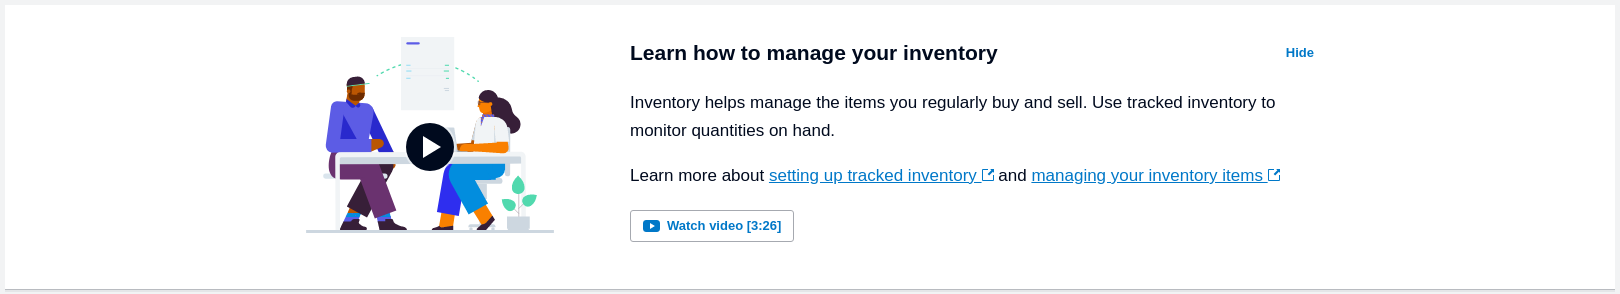 Learn how to manage your inventory
Hide
Inventory helps manage the items you regularly buy and sell. Use tracked inventory to
monitor quantities on hand.
Learn more about setting up tracked inventory and managing your inventory items
Watch video [3:26]